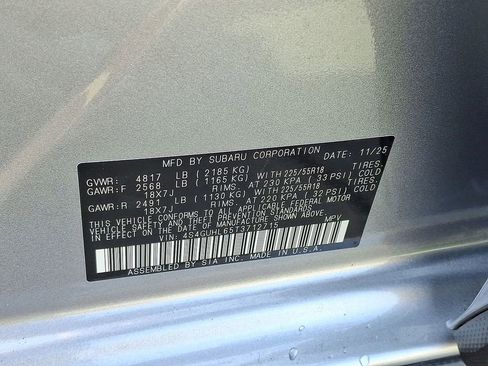 MFD BY SUBARU CORPORATION DATE: 11/25
GVWR: 4817 LB ( 2185 KG)
GAWR:F 2568 LB ( 1165 KG) WITH 225/55R18 TIRES.
18X7J RIMS. AT 230 KPA ( 33 PSI) COLD
GAWR:R 2491 LB ( 1130 KG) WITH 225/55R18 TIRES.
18X7J RIMS. AT 220 KPA ( 32 PSI) COLD
THIS VEHICLE CONFORMS TO ALL APPLICABLE FEDERAL MOTOR
VEHICLE SAFETY STANDARDS IN EFFECT ON THE DATE OF
MANUFACTURE SHOWN ABOVE.
VIN: 4S4GUHL65T3712715 MPV
ASSEMBLED BY SIA INC. MADE IN U.S.A.